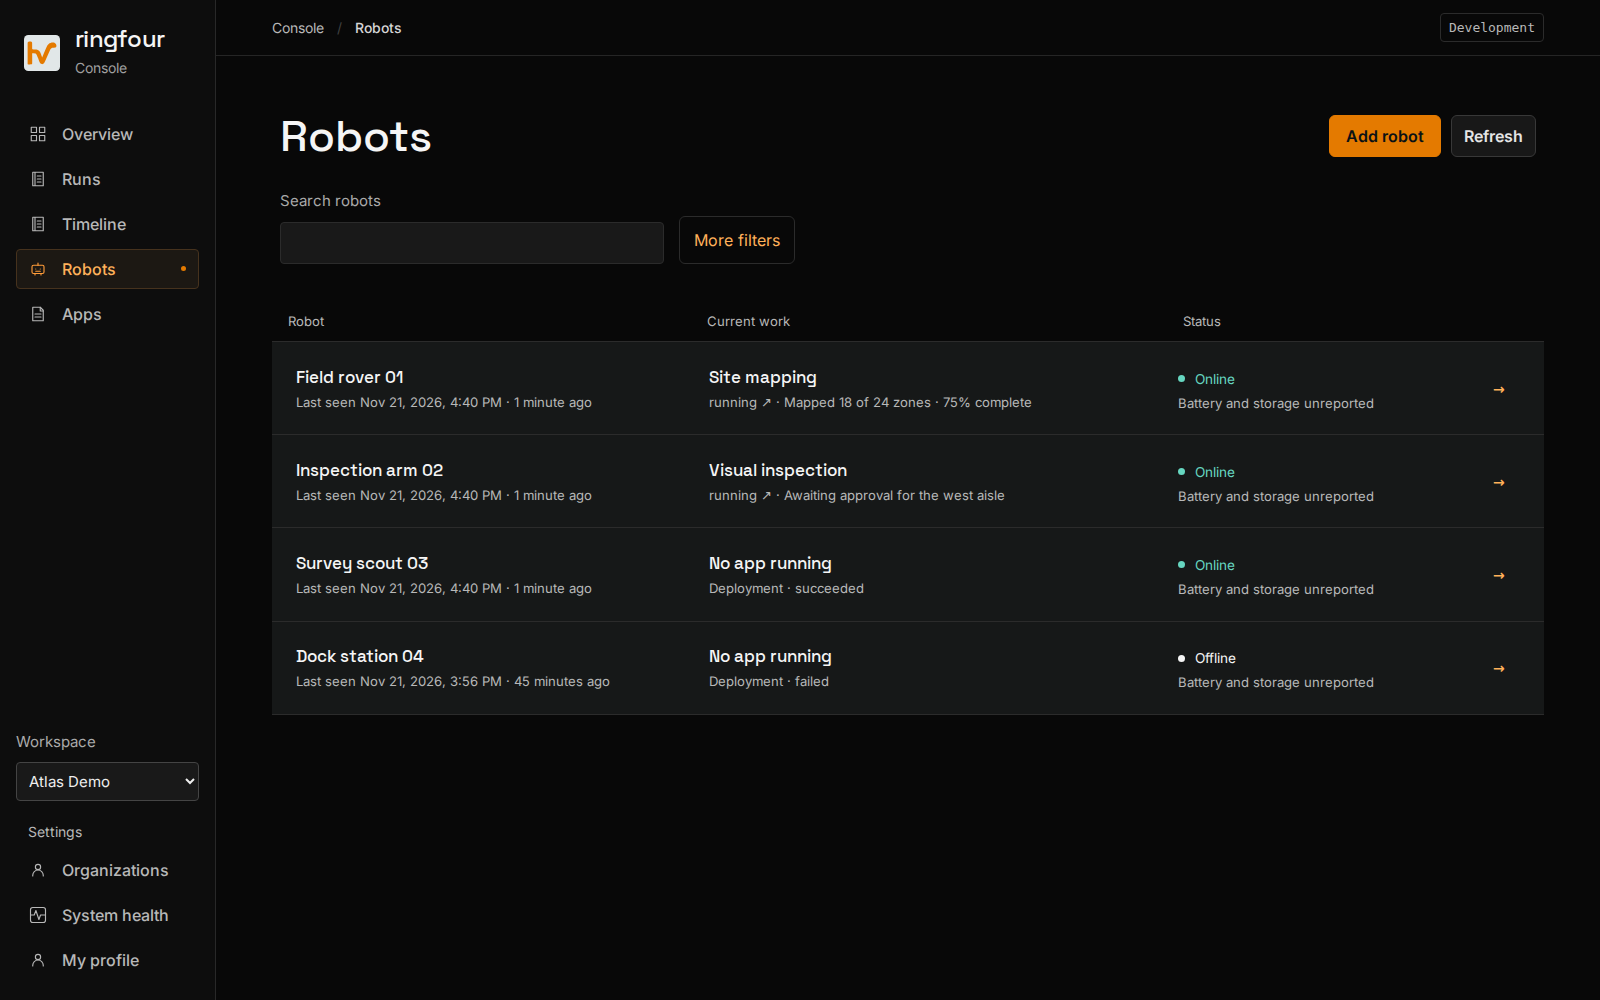 ringfour
Console
Overview
Runs
Timeline
Robots
Apps
Workspace
Atlas Demo
Settings
Organizations
System health
My profile
Console / Robots
Development
Robots
Add robot
Refresh
Search robots
More filters
Robot Current work Status
Field rover 01
Last seen Nov 21, 2026, 4:40 PM · 1 minute ago
Site mapping
running ↗ · Mapped 18 of 24 zones · 75% complete
Online
Battery and storage unreported
→
Inspection arm 02
Last seen Nov 21, 2026, 4:40 PM · 1 minute ago
Visual inspection
running ↗ · Awaiting approval for the west aisle
Online
Battery and storage unreported
→
Survey scout 03
Last seen Nov 21, 2026, 4:40 PM · 1 minute ago
No app running
Deployment · succeeded
Online
Battery and storage unreported
→
Dock station 04
Last seen Nov 21, 2026, 3:56 PM · 45 minutes ago
No app running
Deployment · failed
Offline
Battery and storage unreported
→